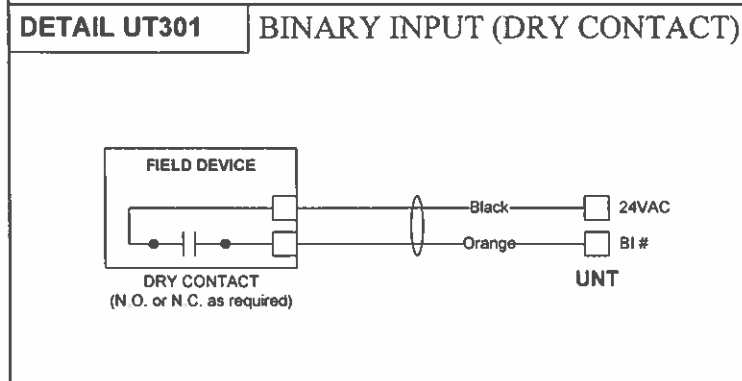 DETAIL UT301
BINARY INPUT (DRY CONTACT)
FIELD DEVICE
Black
24VAC
Orange
BI #
UNT
DRY CONTACT
(N.O. or N.C. as required)